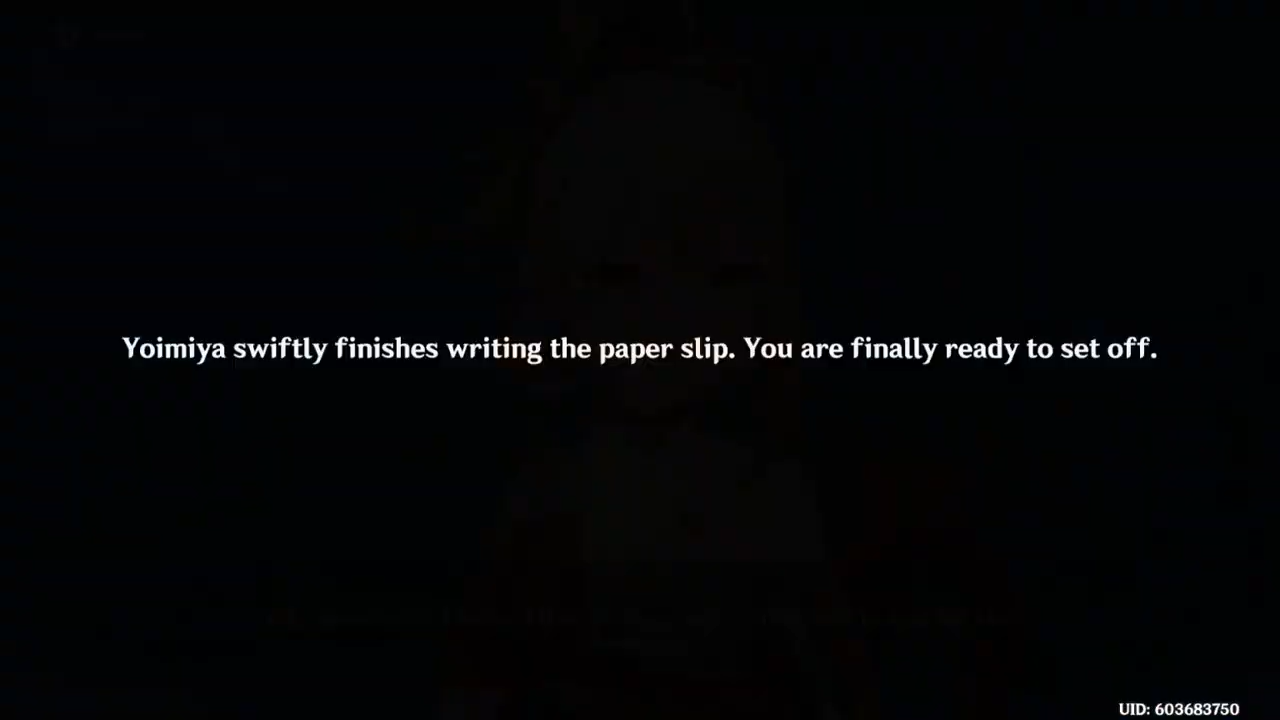 Yoimiya swiftly finishes writing the paper slip. You are finally ready to set off.
UID: 603683750